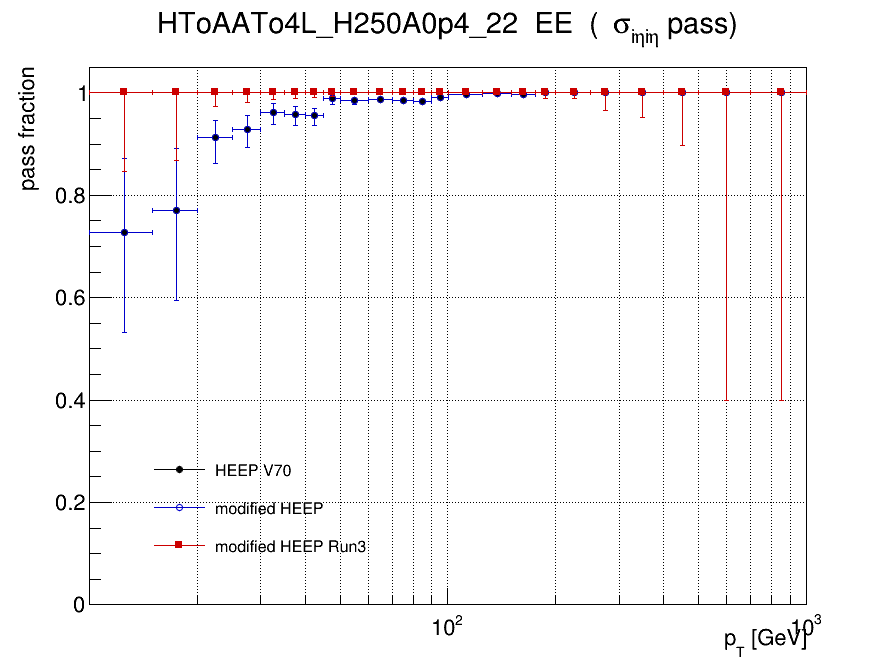 HToAATo4L_H250A0p4_22 EE ( σiηiη pass)
pass fraction
1
0.8
0.6
0.4
0.2
0
HEEP V70
modified HEEP
modified HEEP Run3
10²
10³
pT [GeV]